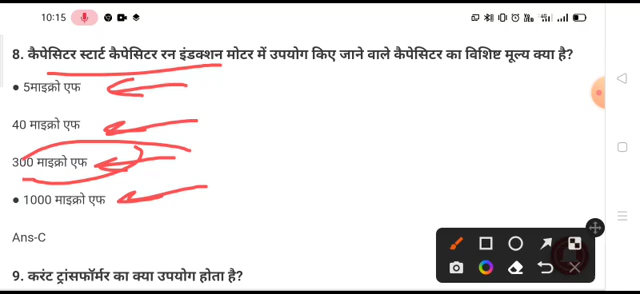 10:15
8. कैपेसिटर स्टार्ट कैपेसिटर रन इंडक्शन मोटर में उपयोग किए जाने वाले कैपेसिटर का विशिष्ट मूल्य क्या है?
• 5माइक्रो एफ
40 माइक्रो एफ
300 माइक्रो एफ
• 1000 माइक्रो एफ
Ans-C
9. करंट ट्रांसफॉर्मर का क्या उपयोग होता है?